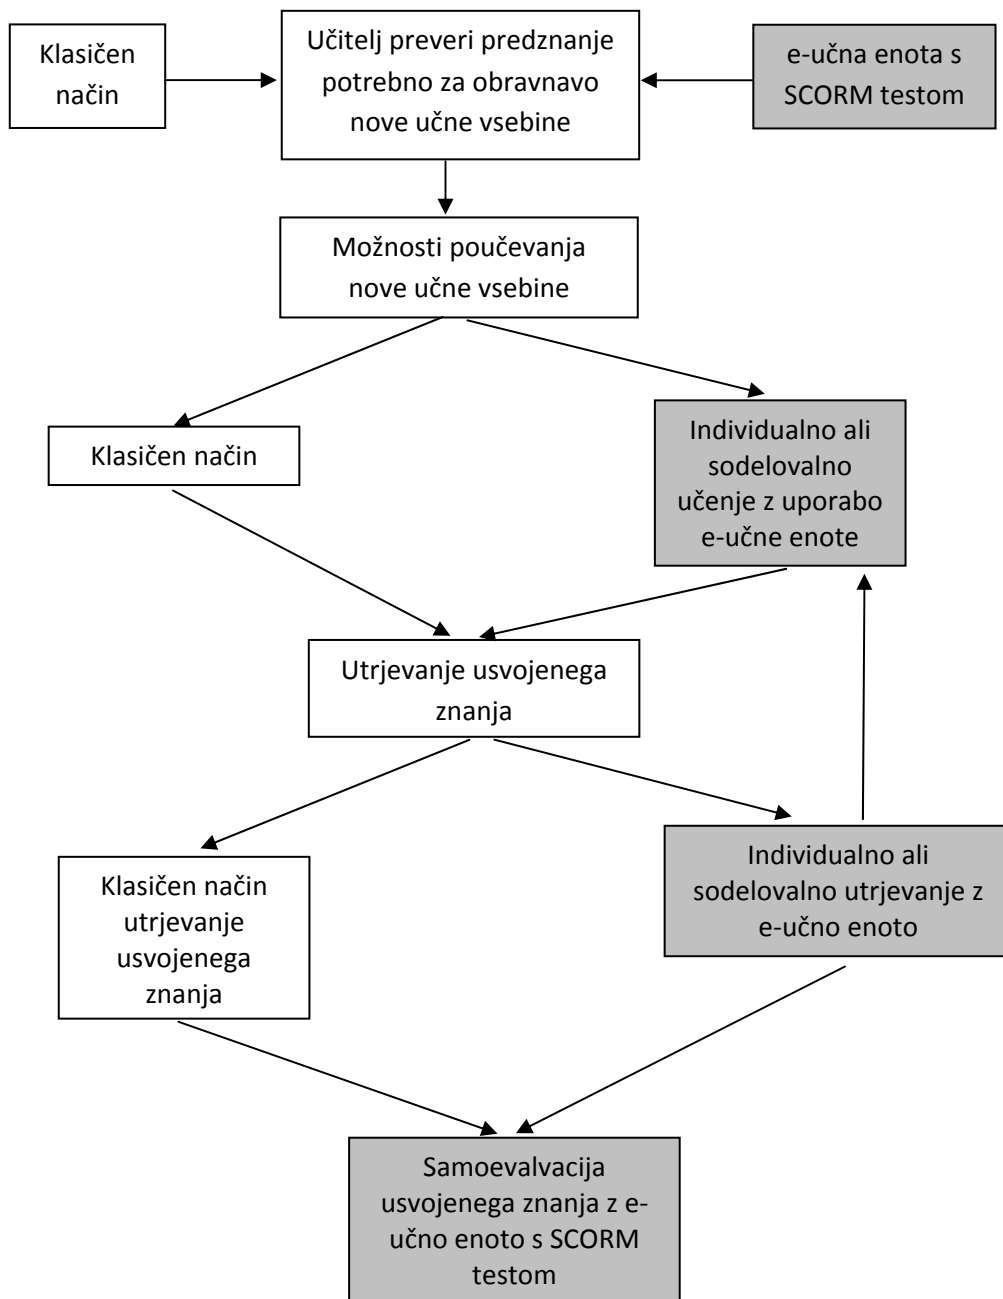 Klasičen
način
Učitelj preveri predznanje
potrebno za obravnavo
nove učne vsebine
e-učna enota s
SCORM testom
Možnosti poučevanja
nove učne vsebine
Klasičen način
Individualno ali
sodelovalno
učenje z uporabo
e-učne enote
Utrjevanje usvojenega
znanja
Klasičen način
utrjevanje
usvojenega
znanja
Individualno ali
sodelovalno utrjevanje z
e-učno enoto
Samoevalvacija
usvojenega znanja z e-
učno enoto s SCORM
testom